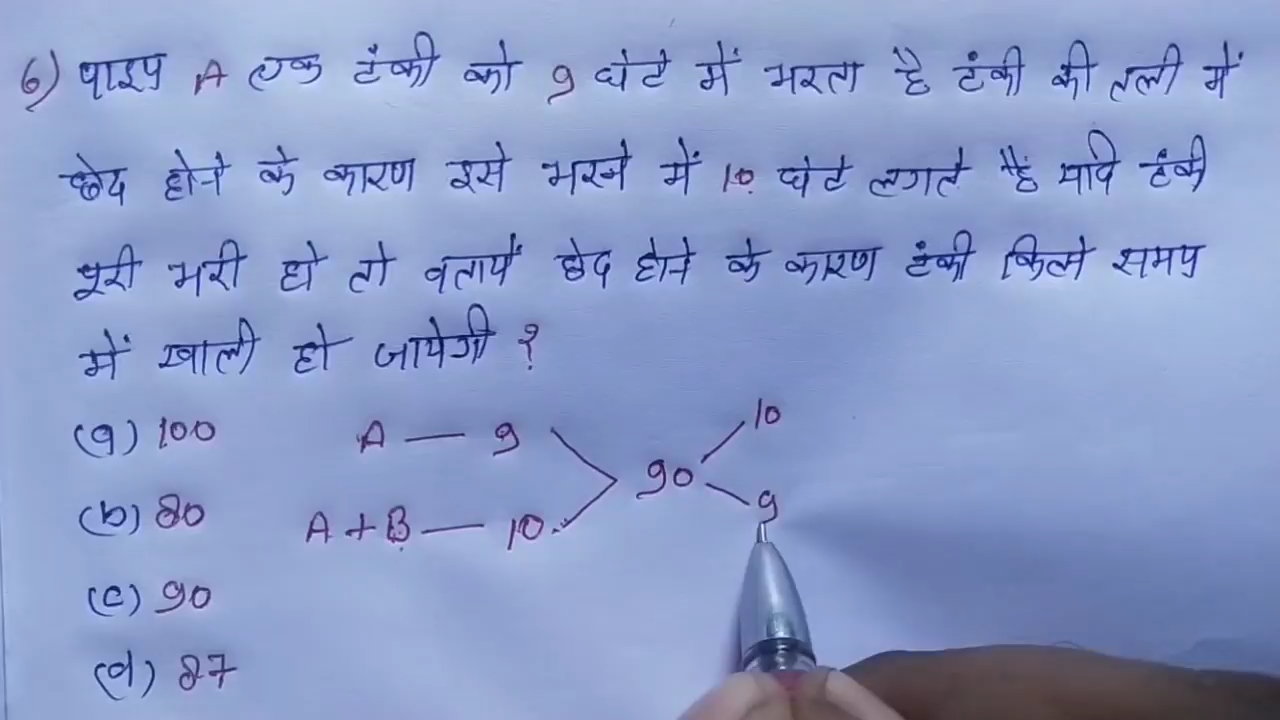 6) पाइप A एक टंकी को 9 घंटे में भरता है टंकी की तली में
छेद होने के कारण इसे भरने में 10 घंटे लगते हैं यदि टंकी
पूरी भरी हो तो बतायें छेद होने के कारण टंकी कितने समय
में खाली हो जायेगी ?
(a) 100
(b) 80
(c) 90
(d) 87
A — 9
A + B — 10
90
10
9